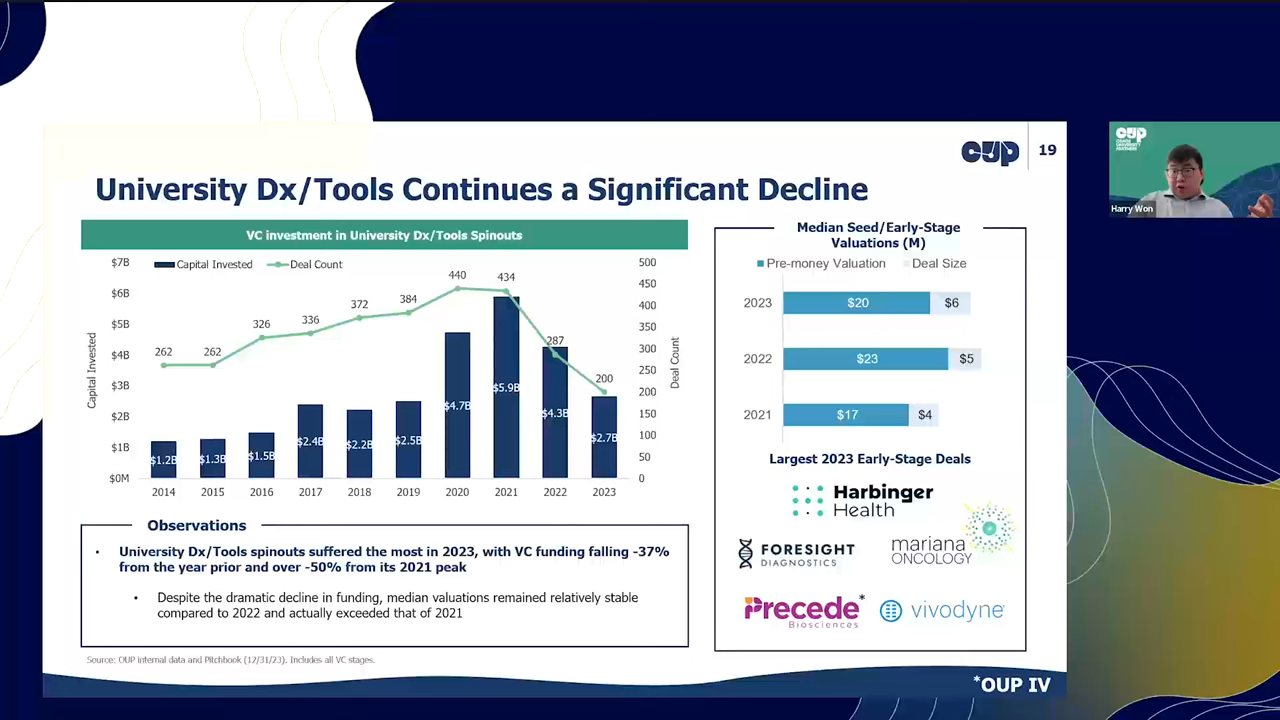 oup
19
University Dx/Tools Continues a Significant Decline
VC investment in University Dx/Tools Spinouts
Capital Invested
Deal Count
$7B
$6B
$5B
$4B
$3B
$2B
$1B
$0M
Capital Invested
500
450
400
350
300
250
200
150
100
50
0
Deal Count
262
262
326
336
372
384
440
434
287
200
$1.2B
$1.3B
$1.5B
$2.4B
$2.2B
$2.5B
$4.7B
$5.9B
$4.3B
$2.7B
2014
2015
2016
2017
2018
2019
2020
2021
2022
2023
Observations
• University Dx/Tools spinouts suffered the most in 2023, with VC funding falling -37%
from the year prior and over -50% from its 2021 peak
• Despite the dramatic decline in funding, median valuations remained relatively stable
compared to 2022 and actually exceeded that of 2021
Source: OUP internal data and Pitchbook (12/31/23). Includes all VC stages.
Median Seed/Early-Stage
Valuations (M)
Pre-money Valuation
Deal Size
2023 $20 $6
2022 $23 $5
2021 $17 $4
Largest 2023 Early-Stage Deals
Harbinger
Health
FORESIGHT
DIAGNOSTICS
mariana
ONCOLOGY
Precede*
Biosciences
vivodyne
*OUP IV
oup
OSAGE
UNIVERSITY
PARTNERS
Harry Won